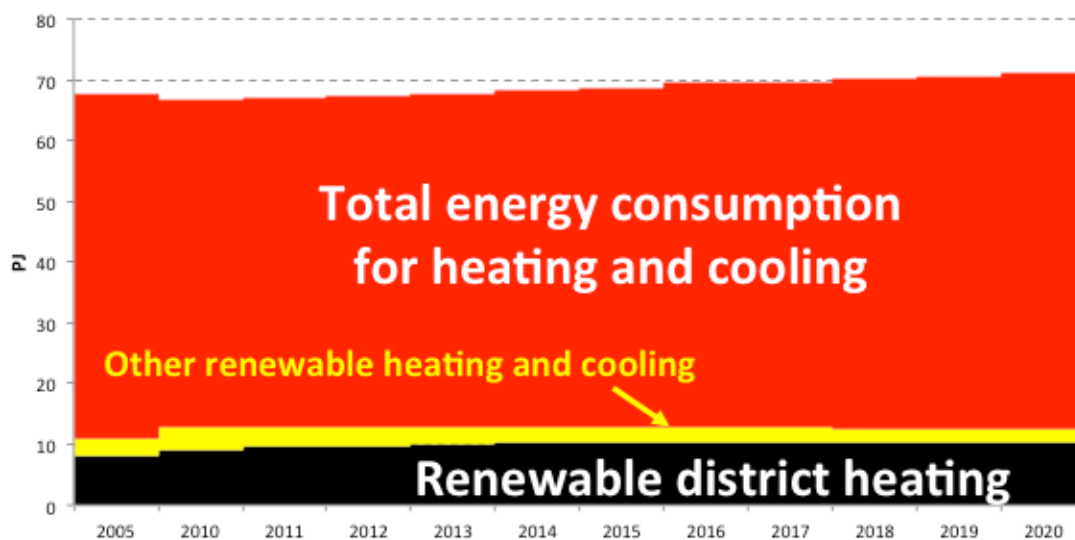 80
70
60
50
40
30
20
10
0
PJ
Total energy consumption
for heating and cooling
Other renewable heating and cooling
Renewable district heating
2005 2010 2011 2012 2013 2014 2015 2016 2017 2018 2019 2020